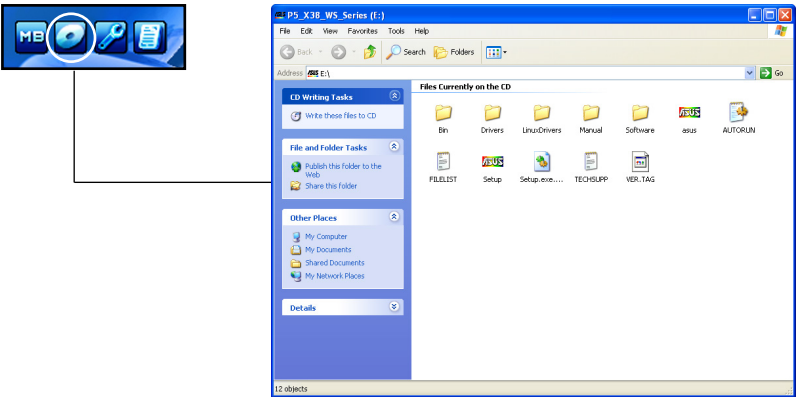 MB
P5_X38_WS_Series (E:)
File Edit View Favorites Tools Help
Back Search Folders
Address E:\ Go
CD Writing Tasks
Write these files to CD
File and Folder Tasks
Publish this folder to the
Web
Share this folder
Other Places
My Computer
My Documents
Shared Documents
My Network Places
Details
Files Currently on the CD
Bin Drivers LinuxDrivers Manual Software asus AUTORUN
FILELIST Setup Setup.exe.... TECHSUPP VER.TAG
12 objects